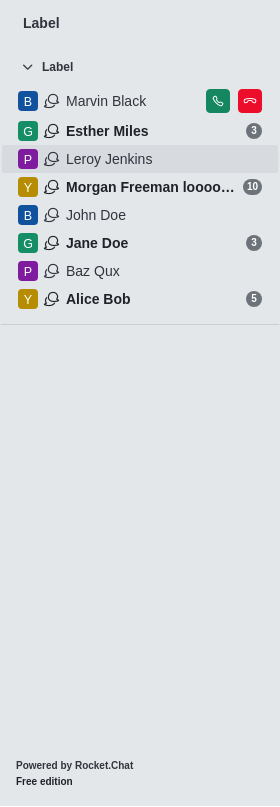 Label
Label
B Marvin Black
G Esther Miles 3
P Leroy Jenkins
Y Morgan Freeman loooo... 10
B John Doe
G Jane Doe 3
P Baz Qux
Y Alice Bob 5
Powered by Rocket.Chat
Free edition